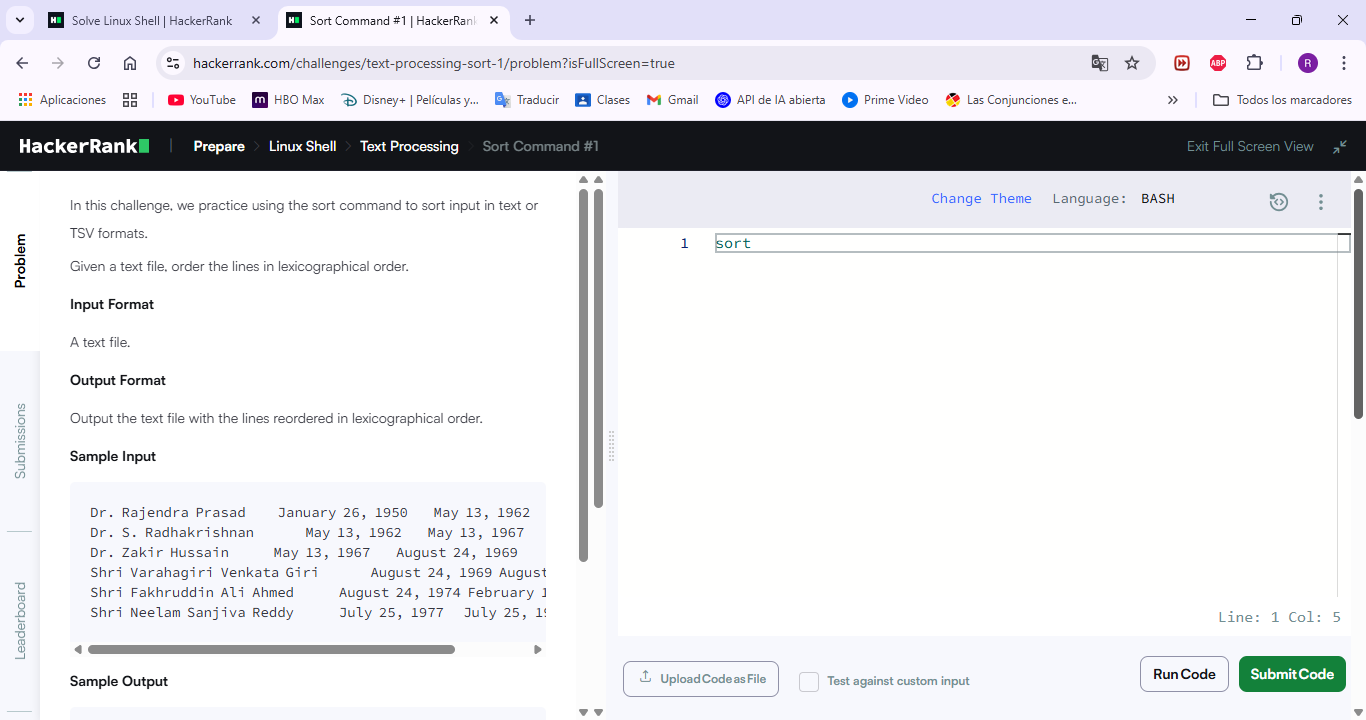 Solve Linux Shell | HackerRank
Sort Command #1 | HackerRank
hackerrank.com/challenges/text-processing-sort-1/problem?isFullScreen=true
R
Aplicaciones
YouTube
HBO Max
Disney+ | Películas y...
Traducir
Clases
Gmail
API de IA abierta
Prime Video
Las Conjunciones e...
Todos los marcadores
HackerRank
Prepare
Linux Shell
Text Processing
Sort Command #1
Exit Full Screen View
Problem
Submissions
Leaderboard
In this challenge, we practice using the sort command to sort input in text or
TSV formats.
Given a text file, order the lines in lexicographical order.
Input Format
A text file.
Output Format
Output the text file with the lines reordered in lexicographical order.
Sample Input
Dr. Rajendra Prasad January 26, 1950 May 13, 1962
Dr. S. Radhakrishnan May 13, 1962 May 13, 1967
Dr. Zakir Hussain May 13, 1967 August 24, 1969
Shri Varahagiri Venkata Giri August 24, 1969 August
Shri Fakhruddin Ali Ahmed August 24, 1974 February 1
Shri Neelam Sanjiva Reddy July 25, 1977 July 25, 19
Sample Output
Change Theme Language: BASH
1 sort
Line: 1 Col: 5
Upload Code as File
Test against custom input
Run Code
Submit Code